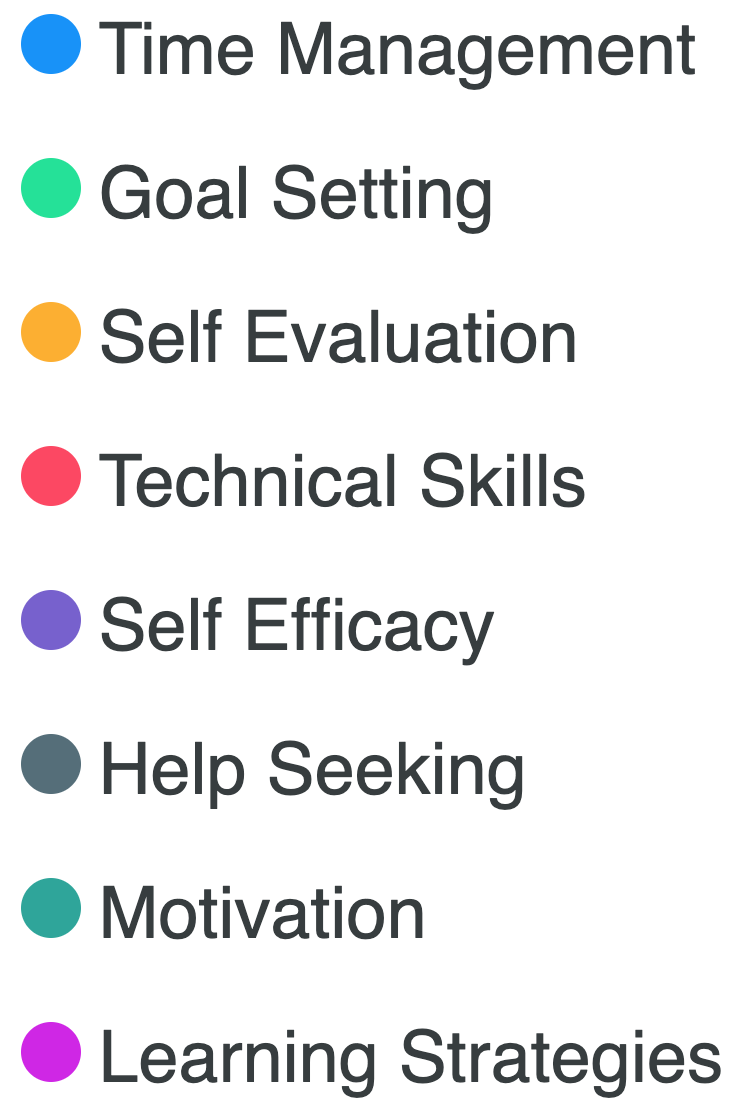 Time Management
Goal Setting
Self Evaluation
Technical Skills
Self Efficacy
Help Seeking
Motivation
Learning Strategies